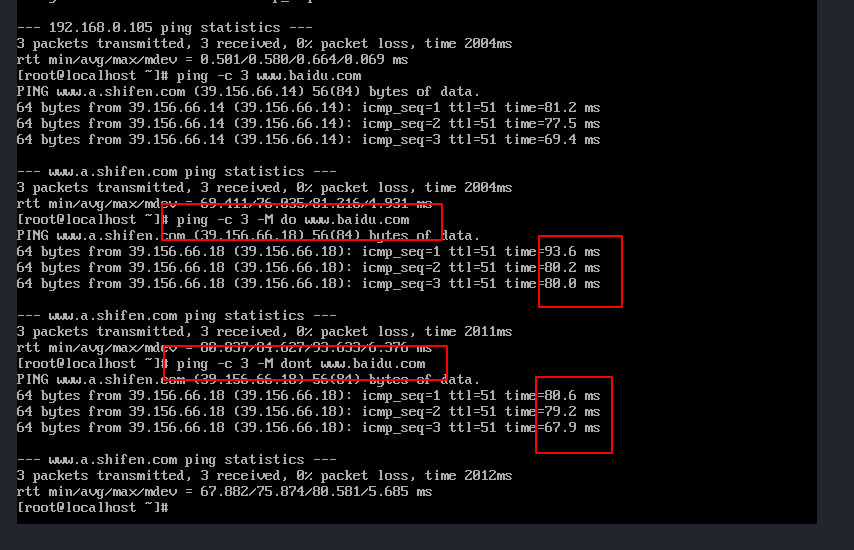 --- 192.168.0.105 ping statistics ---
3 packets transmitted, 3 received, 0% packet loss, time 2004ms
rtt min/avg/max/mdev = 0.501/0.580/0.664/0.069 ms
[root@localhost ~]# ping -c 3 www.baidu.com
PING www.a.shifen.com (39.156.66.14) 56(84) bytes of data.
64 bytes from 39.156.66.14 (39.156.66.14): icmp_seq=1 ttl=51 time=81.2 ms
64 bytes from 39.156.66.14 (39.156.66.14): icmp_seq=2 ttl=51 time=77.5 ms
64 bytes from 39.156.66.14 (39.156.66.14): icmp_seq=3 ttl=51 time=69.4 ms
--- www.a.shifen.com ping statistics ---
3 packets transmitted, 3 received, 0% packet loss, time 2004ms
rtt min/avg/max/mdev = 69.411/76.035/81.216/4.931 ms
[root@localhost ~]# ping -c 3 -M do www.baidu.com
PING www.a.shifen.com (39.156.66.18) 56(84) bytes of data.
64 bytes from 39.156.66.18 (39.156.66.18): icmp_seq=1 ttl=51 time=93.6 ms
64 bytes from 39.156.66.18 (39.156.66.18): icmp_seq=2 ttl=51 time=80.2 ms
64 bytes from 39.156.66.18 (39.156.66.18): icmp_seq=3 ttl=51 time=80.0 ms
--- www.a.shifen.com ping statistics ---
3 packets transmitted, 3 received, 0% packet loss, time 2011ms
rtt min/avg/max/mdev = 80.037/84.627/93.633/6.376 ms
[root@localhost ~]# ping -c 3 -M dont www.baidu.com
PING www.a.shifen.com (39.156.66.18) 56(84) bytes of data.
64 bytes from 39.156.66.18 (39.156.66.18): icmp_seq=1 ttl=51 time=80.6 ms
64 bytes from 39.156.66.18 (39.156.66.18): icmp_seq=2 ttl=51 time=79.2 ms
64 bytes from 39.156.66.18 (39.156.66.18): icmp_seq=3 ttl=51 time=67.9 ms
--- www.a.shifen.com ping statistics ---
3 packets transmitted, 3 received, 0% packet loss, time 2012ms
rtt min/avg/max/mdev = 67.882/75.874/80.581/5.685 ms
[root@localhost ~]#